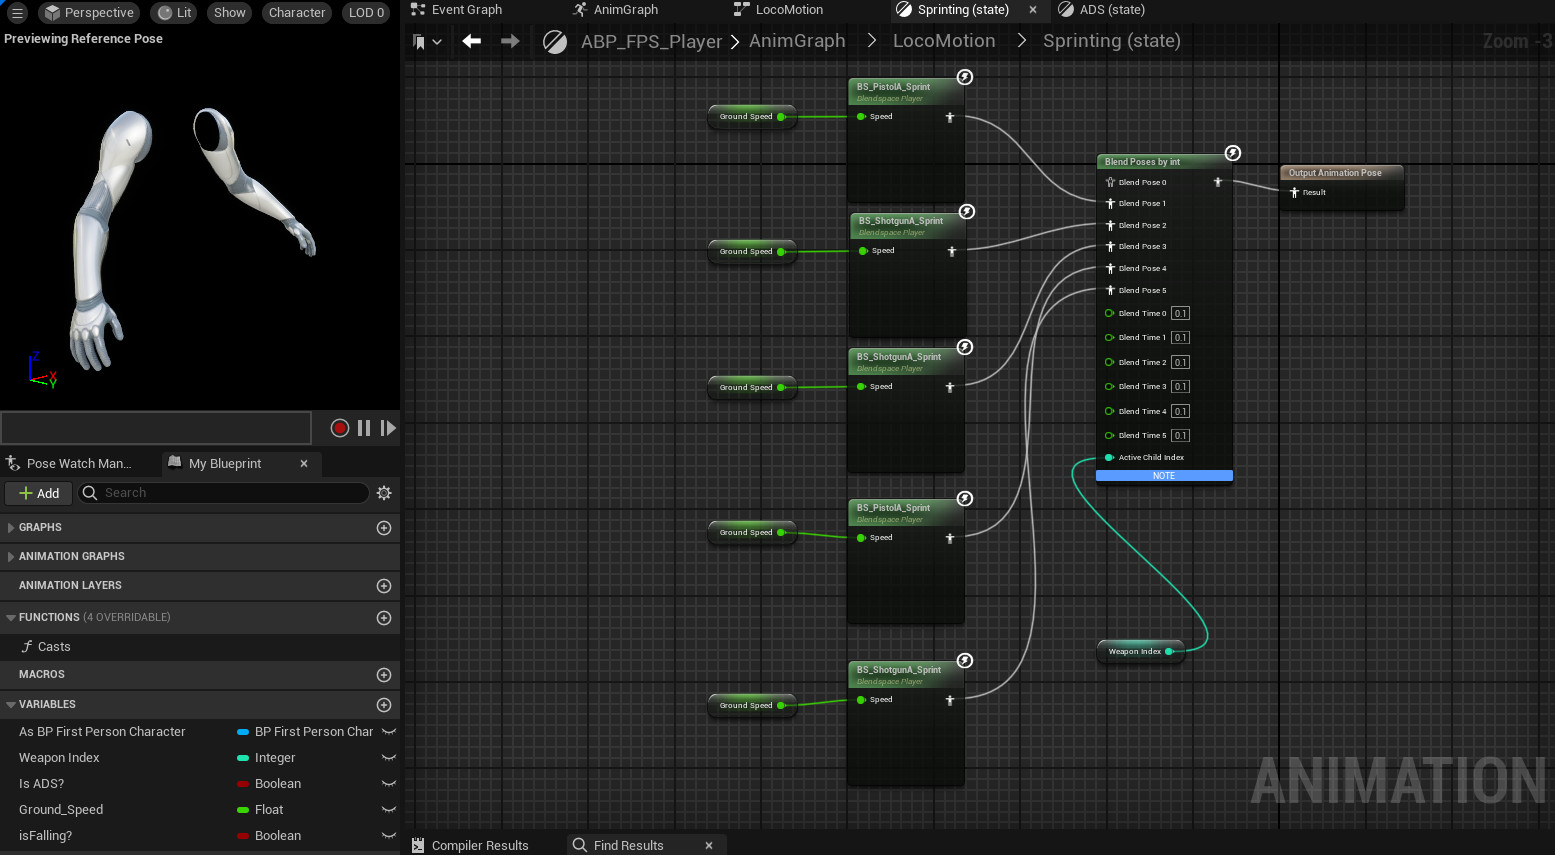 Perspective
Lit
Show
Character
LOD 0
Previewing Reference Pose
Z
X
Y
Pose Watch Man...
My Blueprint
Add
Search
GRAPHS
ANIMATION GRAPHS
ANIMATION LAYERS
FUNCTIONS (4 OVERRIDABLE)
Casts
MACROS
VARIABLES
As BP First Person Character BP First Person Char
Weapon Index Integer
Is ADS? Boolean
Ground_Speed Float
isFalling? Boolean
Event Graph
AnimGraph
LocoMotion
Sprinting (state)
ADS (state)
ABP_FPS_Player > AnimGraph > LocoMotion > Sprinting (state)
Zoom -3
Ground Speed
BS_PistolA_Sprint
Blendspace Player
Speed
Ground Speed
BS_ShotgunA_Sprint
Blendspace Player
Speed
Ground Speed
BS_ShotgunA_Sprint
Blendspace Player
Speed
Ground Speed
BS_PistolA_Sprint
Blendspace Player
Speed
Ground Speed
BS_ShotgunA_Sprint
Blendspace Player
Speed
Blend Poses by int
Blend Pose 0
Blend Pose 1
Blend Pose 2
Blend Pose 3
Blend Pose 4
Blend Pose 5
Blend Time 0 0.1
Blend Time 1 0.1
Blend Time 2 0.1
Blend Time 3 0.1
Blend Time 4 0.1
Blend Time 5 0.1
Active Child Index
NOTE
Output Animation Pose
Result
Weapon Index
ANIMATION
Compiler Results
Find Results